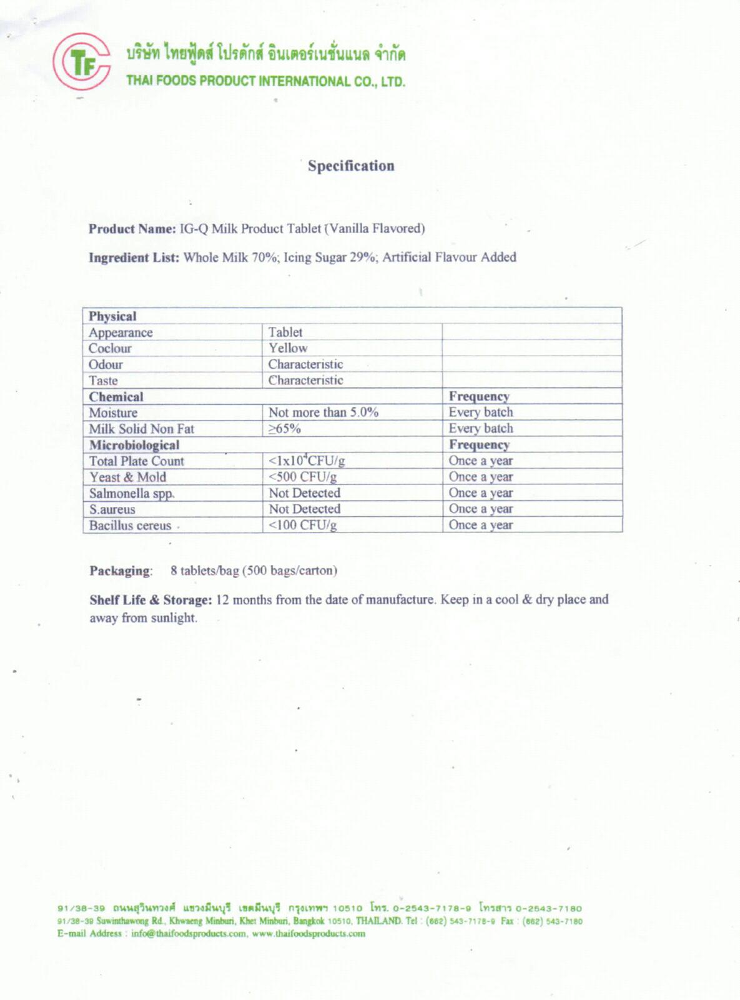 CTF
บริษัท ไทยฟู้ดส์ โปรดักส์ อินเตอร์เนชั่นแนล จำกัด
THAI FOODS PRODUCT INTERNATIONAL CO., LTD.
Specification
Product Name: IG-Q Milk Product Tablet (Vanilla Flavored)
Ingredient List: Whole Milk 70%; Icing Sugar 29%; Artificial Flavour Added
Physical
Appearance Tablet
Coclour Yellow
Odour Characteristic
Taste Characteristic
Chemical Frequency
Moisture Not more than 5.0% Every batch
Milk Solid Non Fat ≥65% Every batch
Microbiological Frequency
Total Plate Count <1x10⁴CFU/g Once a year
Yeast & Mold <500 CFU/g Once a year
Salmonella spp. Not Detected Once a year
S.aureus Not Detected Once a year
Bacillus cereus <100 CFU/g Once a year
Packaging: 8 tablets/bag (500 bags/carton)
Shelf Life & Storage: 12 months from the date of manufacture. Keep in a cool & dry place and
away from sunlight.
91/38-39 ถนนสุวินทวงศ์ แขวงมีนบุรี เขตมีนบุรี กรุงเทพฯ 10510 โทร. 0-2543-7178-9 โทรสาร 0-2543-7180
91/38-39 Suwinthawong Rd., Khwaeng Minburi, Khet Minburi, Bangkok 10510, THAILAND. Tel : (662) 543-7178-9 Fax : (662) 543-7180
E-mail Address : info@thaifoodsproducts.com, www.thaifoodsproducts.com